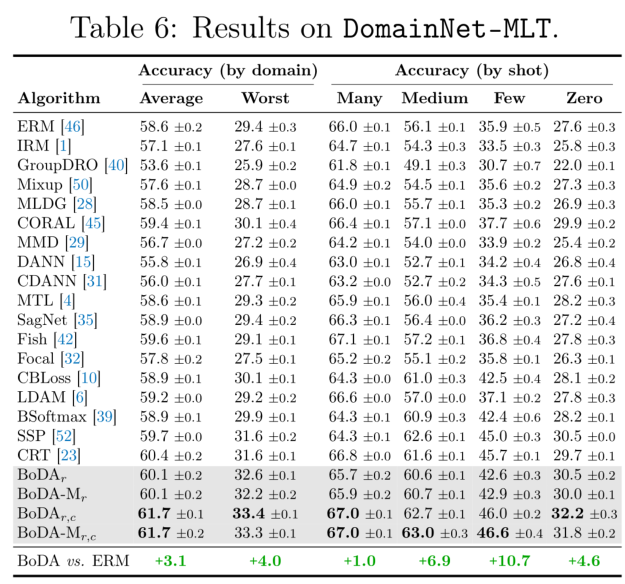 Table 6: Results on DomainNet-MLT.
Accuracy (by domain) Accuracy (by shot)
Algorithm Average Worst Many Medium Few Zero
ERM [46] 58.6 ±0.2 29.4 ±0.3 66.0 ±0.1 56.1 ±0.1 35.9 ±0.5 27.6 ±0.3
IRM [1] 57.1 ±0.1 27.6 ±0.1 64.7 ±0.1 54.3 ±0.3 33.5 ±0.3 25.8 ±0.3
GroupDRO [40] 53.6 ±0.1 25.9 ±0.2 61.8 ±0.1 49.1 ±0.3 30.7 ±0.7 22.0 ±0.1
Mixup [50] 57.6 ±0.1 28.7 ±0.0 64.9 ±0.2 54.5 ±0.1 35.6 ±0.2 27.3 ±0.3
MLDG [28] 58.5 ±0.0 28.7 ±0.1 66.0 ±0.1 55.7 ±0.1 35.3 ±0.2 26.9 ±0.3
CORAL [45] 59.4 ±0.1 30.1 ±0.4 66.4 ±0.1 57.1 ±0.0 37.7 ±0.6 29.9 ±0.2
MMD [29] 56.7 ±0.0 27.2 ±0.2 64.2 ±0.1 54.0 ±0.0 33.9 ±0.2 25.4 ±0.2
DANN [15] 55.8 ±0.1 26.9 ±0.4 63.0 ±0.1 52.7 ±0.1 34.2 ±0.4 26.8 ±0.4
CDANN [31] 56.0 ±0.1 27.7 ±0.1 63.2 ±0.0 52.7 ±0.2 34.3 ±0.5 27.6 ±0.1
MTL [4] 58.6 ±0.1 29.3 ±0.2 65.9 ±0.1 56.0 ±0.4 35.4 ±0.1 28.2 ±0.3
SagNet [35] 58.9 ±0.0 29.4 ±0.2 66.3 ±0.1 56.4 ±0.0 36.2 ±0.3 27.2 ±0.4
Fish [42] 59.6 ±0.1 29.1 ±0.1 67.1 ±0.1 57.2 ±0.1 36.8 ±0.4 27.8 ±0.3
Focal [32] 57.8 ±0.2 27.5 ±0.1 65.2 ±0.2 55.1 ±0.2 35.8 ±0.1 26.3 ±0.1
CBLoss [10] 58.9 ±0.1 30.1 ±0.1 64.3 ±0.0 61.0 ±0.3 42.5 ±0.4 28.1 ±0.2
LDAM [6] 59.2 ±0.0 29.2 ±0.2 66.6 ±0.0 57.0 ±0.0 37.1 ±0.2 27.8 ±0.3
BSoftmax [39] 58.9 ±0.1 29.9 ±0.1 64.3 ±0.1 60.9 ±0.3 42.4 ±0.6 28.2 ±0.1
SSP [52] 59.7 ±0.0 31.6 ±0.2 64.3 ±0.1 62.6 ±0.1 45.0 ±0.3 30.5 ±0.0
CRT [23] 60.4 ±0.2 31.6 ±0.1 66.8 ±0.0 61.6 ±0.1 45.7 ±0.1 29.7 ±0.1
BoDAr 60.1 ±0.2 32.6 ±0.1 65.7 ±0.2 60.6 ±0.1 42.6 ±0.3 30.5 ±0.2
BoDA-Mr 60.1 ±0.2 32.2 ±0.2 65.9 ±0.2 60.7 ±0.1 42.9 ±0.3 30.0 ±0.1
BoDAr,c 61.7 ±0.1 33.4 ±0.1 67.0 ±0.1 62.7 ±0.1 46.0 ±0.2 32.2 ±0.3
BoDA-Mr,c 61.7 ±0.2 33.3 ±0.1 67.0 ±0.1 63.0 ±0.3 46.6 ±0.4 31.8 ±0.2
BoDA vs. ERM +3.1 +4.0 +1.0 +6.9 +10.7 +4.6